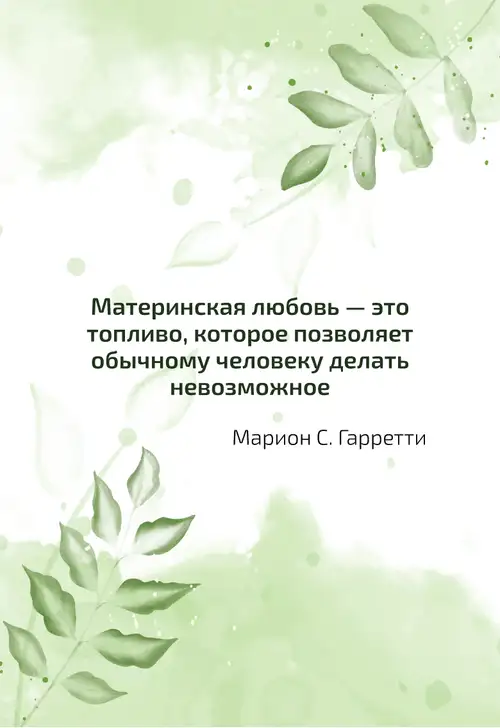 Материнская любовь — это
топливо, которое позволяет
обычному человеку делать
невозможное
Марион С. Гарретти